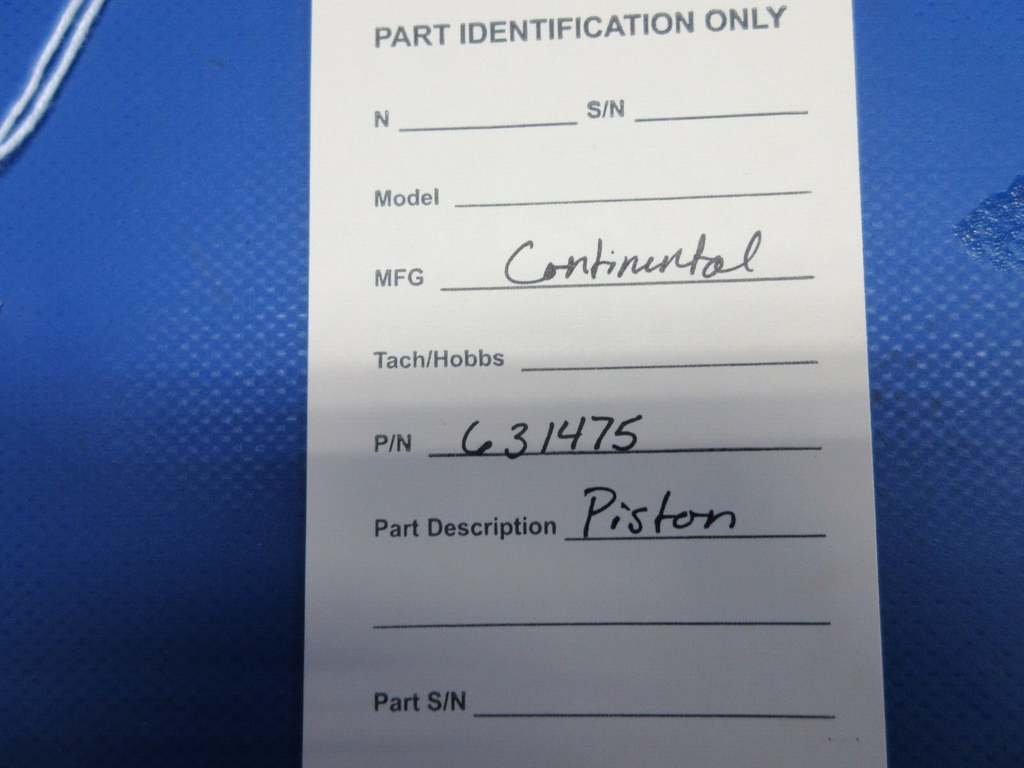 PART IDENTIFICATION ONLY
N S/N
Model
MFG Continental
Tach/Hobbs
P/N 631475
Part Description Piston
Part S/N